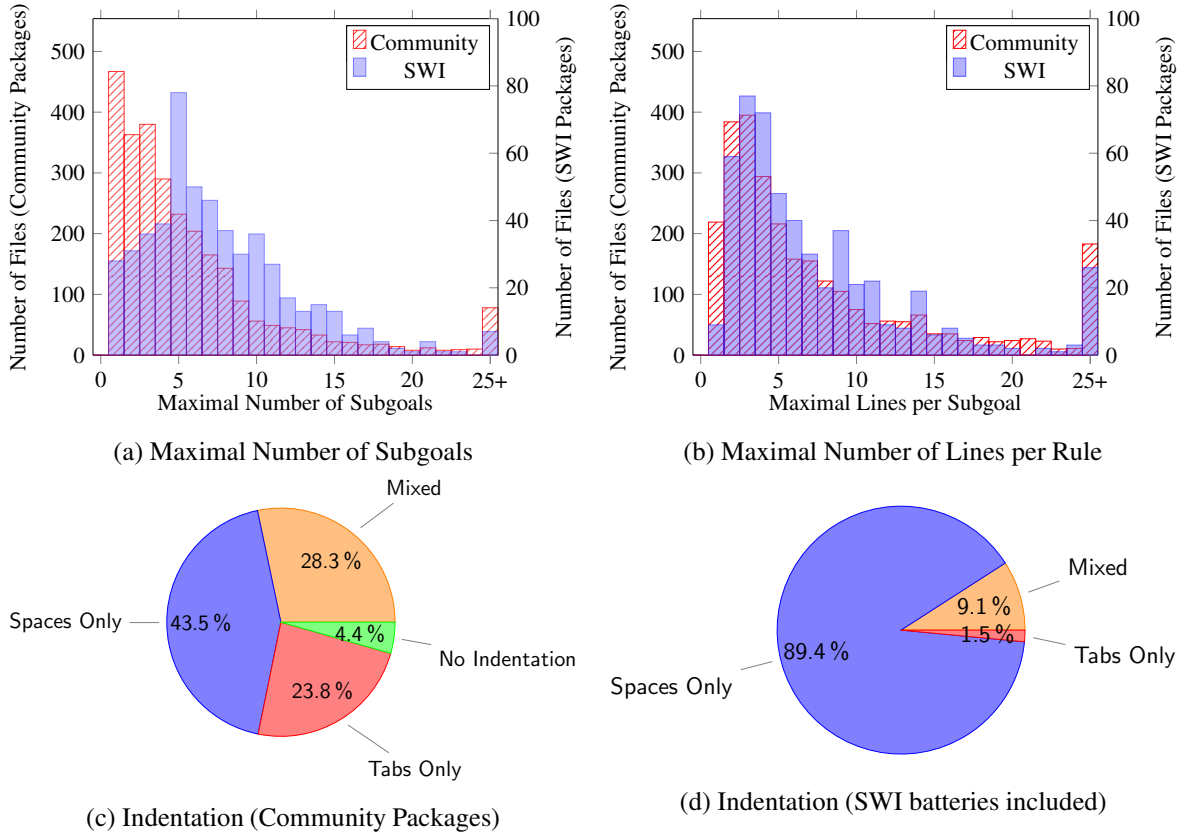 Number of Files (Community Packages)
500
400
300
200
100
0
Community
SWI
100
80
60
40
20
0
Number of Files (SWI Packages)
0 5 10 15 20 25+
Maximal Number of Subgoals
(a) Maximal Number of Subgoals
Number of Files (Community Packages)
500
400
300
200
100
0
Community
SWI
100
80
60
40
20
0
Number of Files (SWI Packages)
0 5 10 15 20 25+
Maximal Lines per Subgoal
(b) Maximal Number of Lines per Rule
Mixed
28.3 %
Spaces Only
43.5 %
4.4 %
No Indentation
23.8 %
Tabs Only
(c) Indentation (Community Packages)
Mixed
9.1 %
1.5 %
Tabs Only
89.4 %
Spaces Only
(d) Indentation (SWI batteries included)